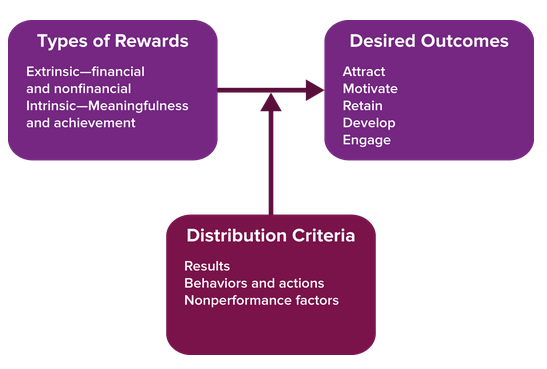 Types of Rewards
Extrinsic—financial
and nonfinancial
Intrinsic—Meaningfulness
and achievement
Desired Outcomes
Attract
Motivate
Retain
Develop
Engage
Distribution Criteria
Results
Behaviors and actions
Nonperformance factors